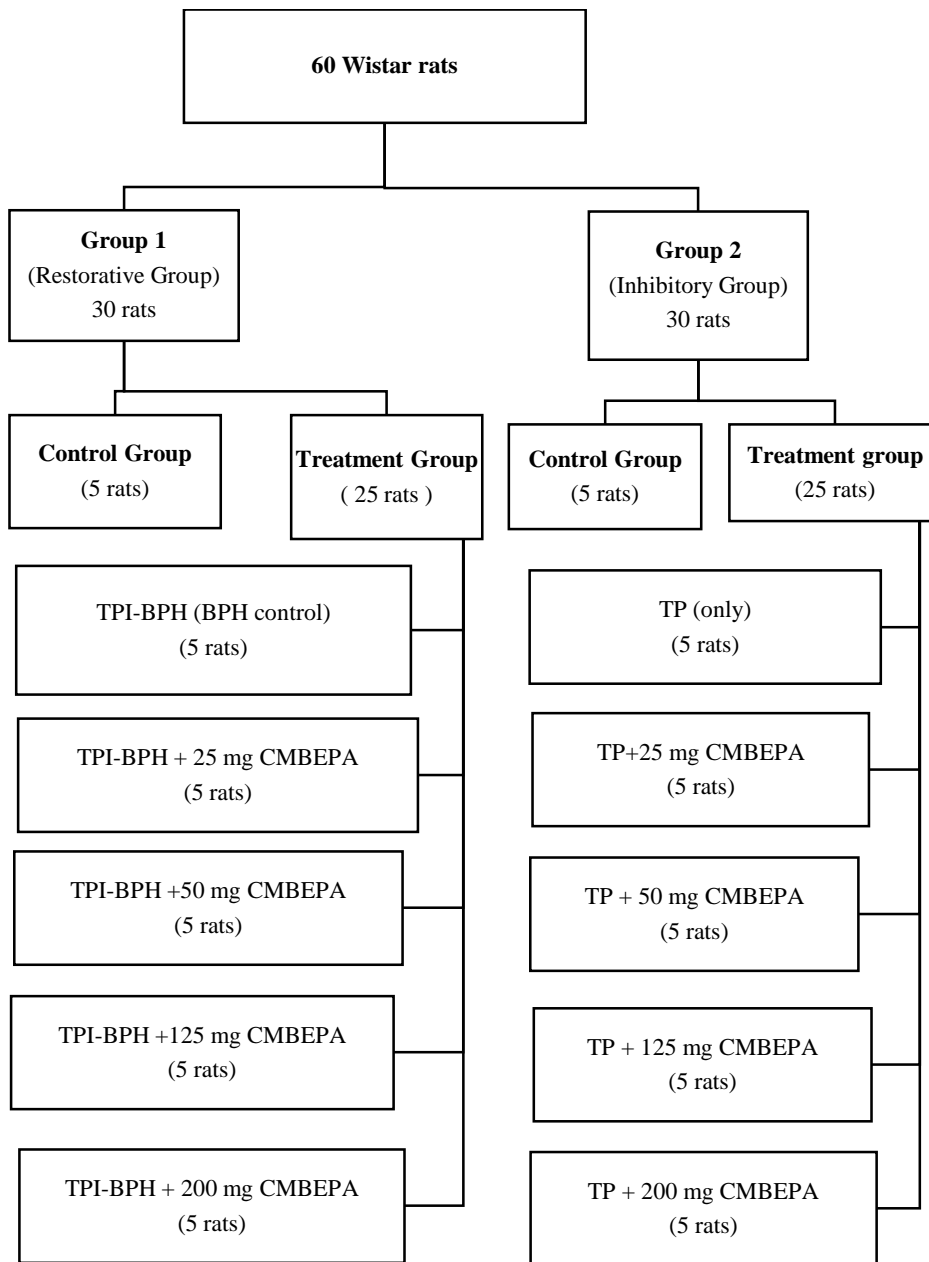 60 Wistar rats
Group 1
(Restorative Group)
30 rats
Group 2
(Inhibitory Group)
30 rats
Control Group
(5 rats)
Treatment Group
( 25 rats )
Control Group
(5 rats)
Treatment group
(25 rats)
TPI-BPH (BPH control)
(5 rats)
TPI-BPH + 25 mg CMBEPA
(5 rats)
TPI-BPH +50 mg CMBEPA
(5 rats)
TPI-BPH +125 mg CMBEPA
(5 rats)
TPI-BPH + 200 mg CMBEPA
(5 rats)
TP (only)
(5 rats)
TP+25 mg CMBEPA
(5 rats)
TP + 50 mg CMBEPA
(5 rats)
TP + 125 mg CMBEPA
(5 rats)
TP + 200 mg CMBEPA
(5 rats)